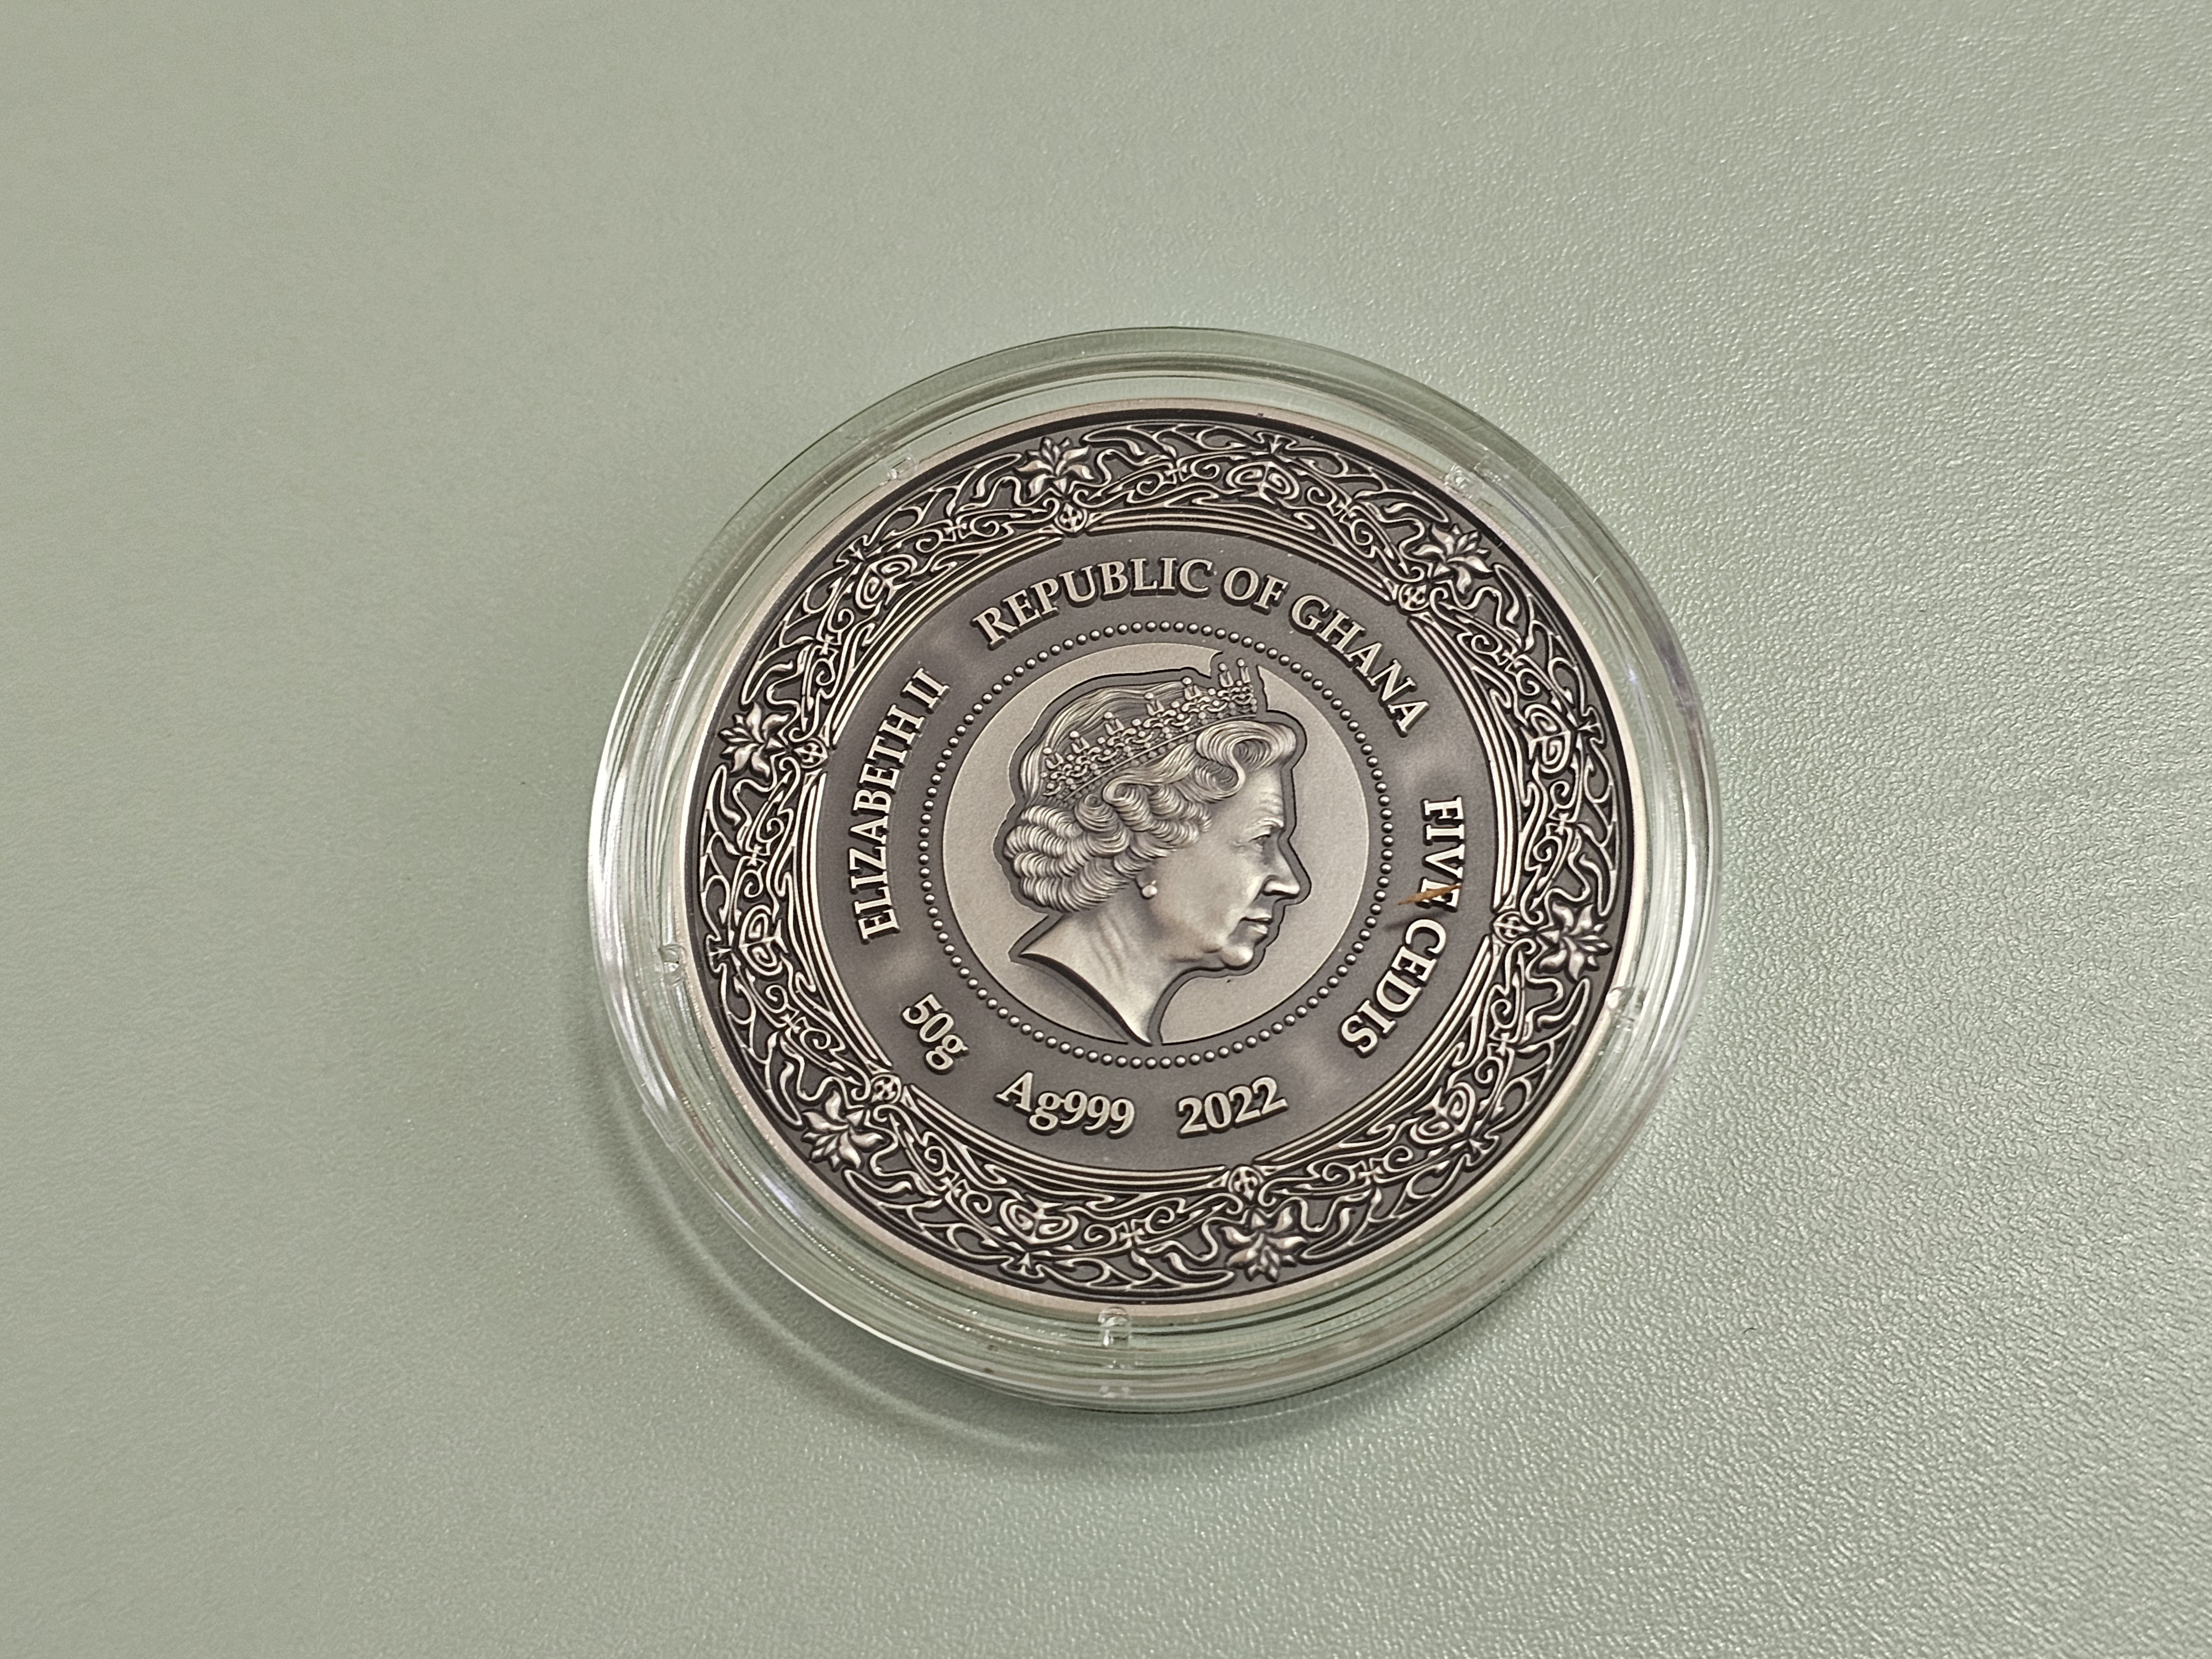 ELIZABETH II
REPUBLIC OF GHANA
FIVE CEDIS
50g
Ag999
2022